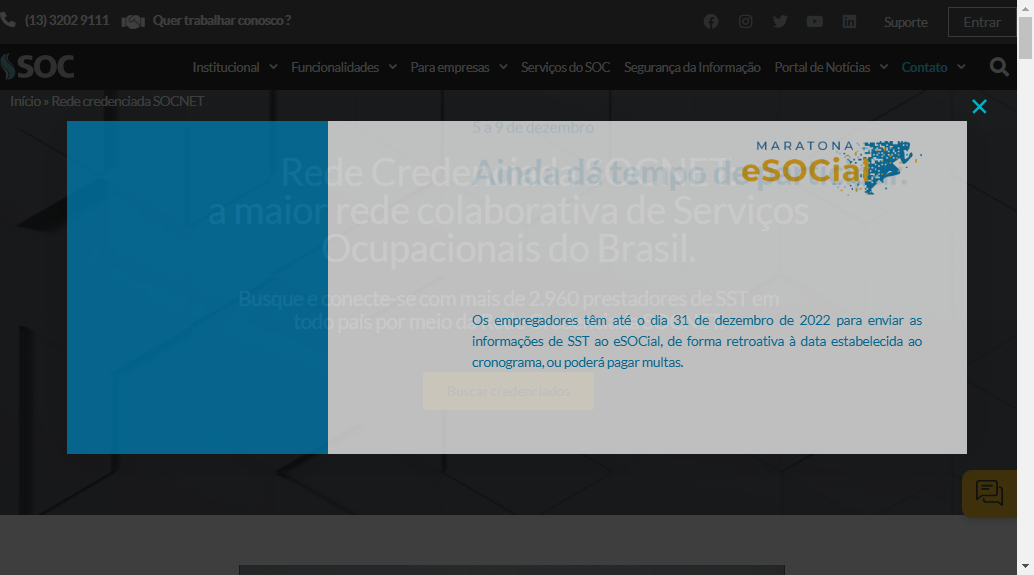 (13) 3202 9111 Quer trabalhar conosco ? Suporte Entrar
SOC Institucional Funcionalidades Para empresas Serviços do SOC Segurança da Informação Portal de Notícias Contato
Início » Rede credenciada SOCNET
5 a 9 de dezembro
MARATONA
eSOCial
Ainda dá tempo de participar.
Rede Credenciada SOCNET
a maior rede colaborativa de Serviços
Ocupacionais do Brasil.
Busque e conecte-se com mais de 2.960 prestadores de SST em
todo país por meio da
Os empregadores têm até o dia 31 de dezembro de 2022 para enviar as
informações de SST ao eSOCial, de forma retroativa à data estabelecida ao
cronograma, ou poderá pagar multas.
Buscar credenciados